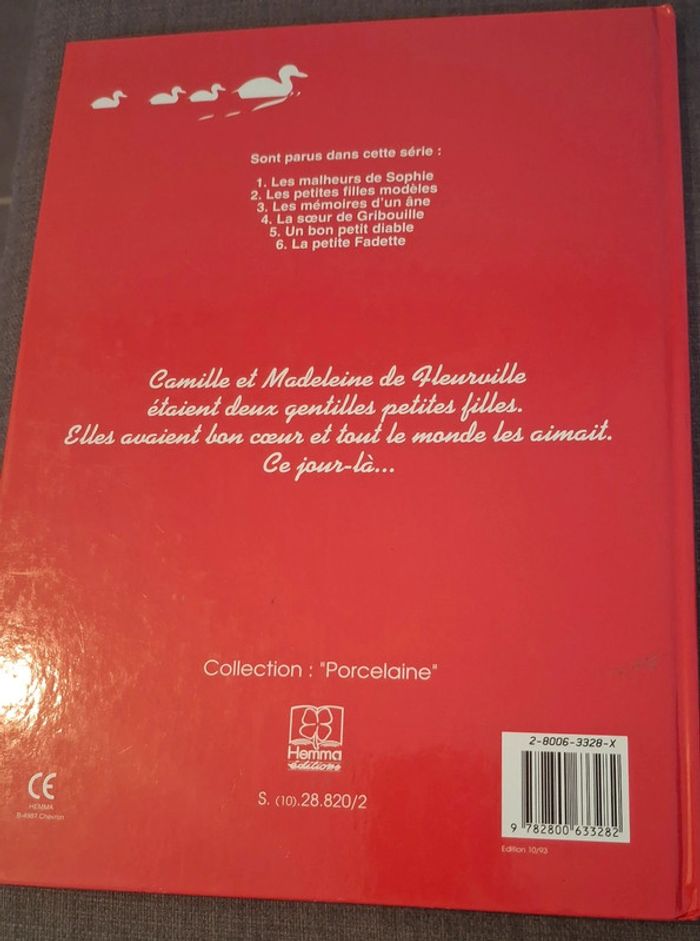 Sont parus dans cette série :
1. Les malheurs de Sophie
2. Les petites filles modèles
3. Les mémoires d'un âne
4. La sœur de Gribouille
5. Un bon petit diable
6. La petite Fadette
Camille et Madeleine de Fleurville
étaient deux gentilles petites filles.
Elles avaient bon cœur et tout le monde les aimait.
Ce jour-là...
Collection : "Porcelaine"
Hemma
éditions
S. (10).28.820/2
CE
HEMMA
B-4987 Chevron
2-8006-3328-X
9 782800 633282
Edition 10/93